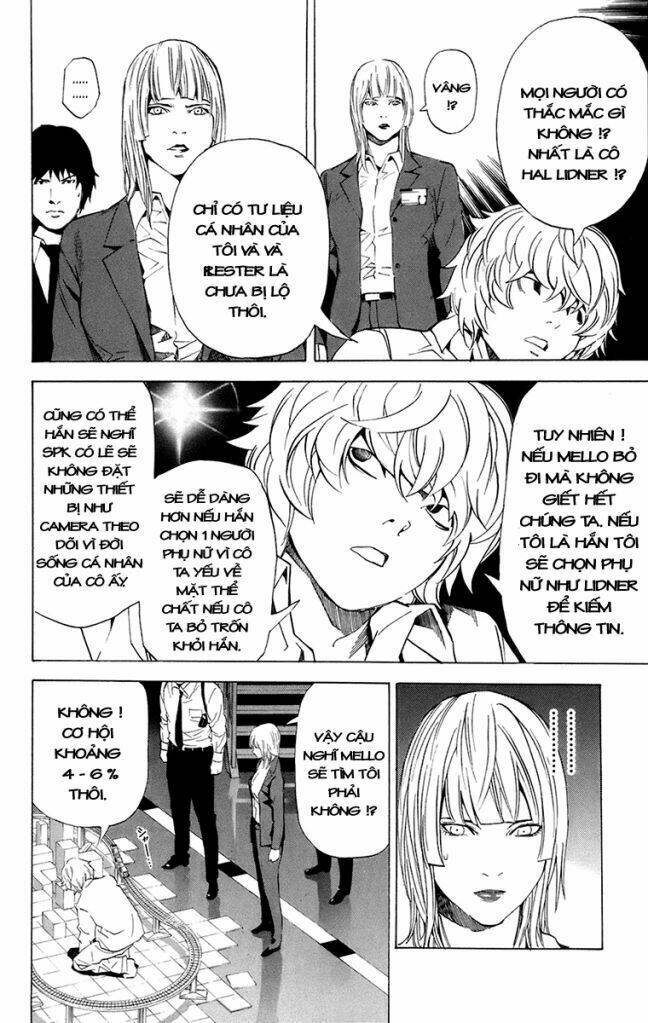 MỌI NGƯỜI CÓ
THẮC MẮC GÌ
KHÔNG !?
NHẤT LÀ CÔ
HAL LIDNER !?
VÂNG
!?
CHỈ CÓ TƯ LIỆU
CÁ NHÂN CỦA
TÔI VÀ VÀ
RESTER LÀ
CHƯA BỊ LỘ
THÔI.
......
......
TUY NHIÊN !
NẾU MELLO BỎ
ĐI MÀ KHÔNG
GIẾT HẾT
CHÚNG TA. NẾU
TÔI LÀ HẮN TÔI
SẼ CHỌN PHỤ
NỮ NHƯ LIDNER
ĐỂ KIẾM
THÔNG TIN.
SẼ DỄ DÀNG
HƠN NẾU HẮN
CHỌN 1 NGƯỜI
PHỤ NỮ VÌ CÔ
TA YẾU VỀ
MẶT THỂ
CHẤT NẾU CÔ
TA BỎ TRỐN
KHỎI HẮN.
CŨNG CÓ THỂ
HẮN SẼ NGHĨ
SPK CÓ LẼ SẼ
KHÔNG ĐẶT
NHỮNG THIẾT
BỊ NHƯ
CAMERA THEO
DÕI VÌ ĐỜI
SỐNG CÁ NHÂN
CỦA CÔ ẤY.
VẬY CẬU
NGHĨ MELLO
SẼ TÌM TÔI
PHẢI
KHÔNG !?
KHÔNG !
CƠ HỘI
KHOẢNG
4 - 6 %
THÔI.